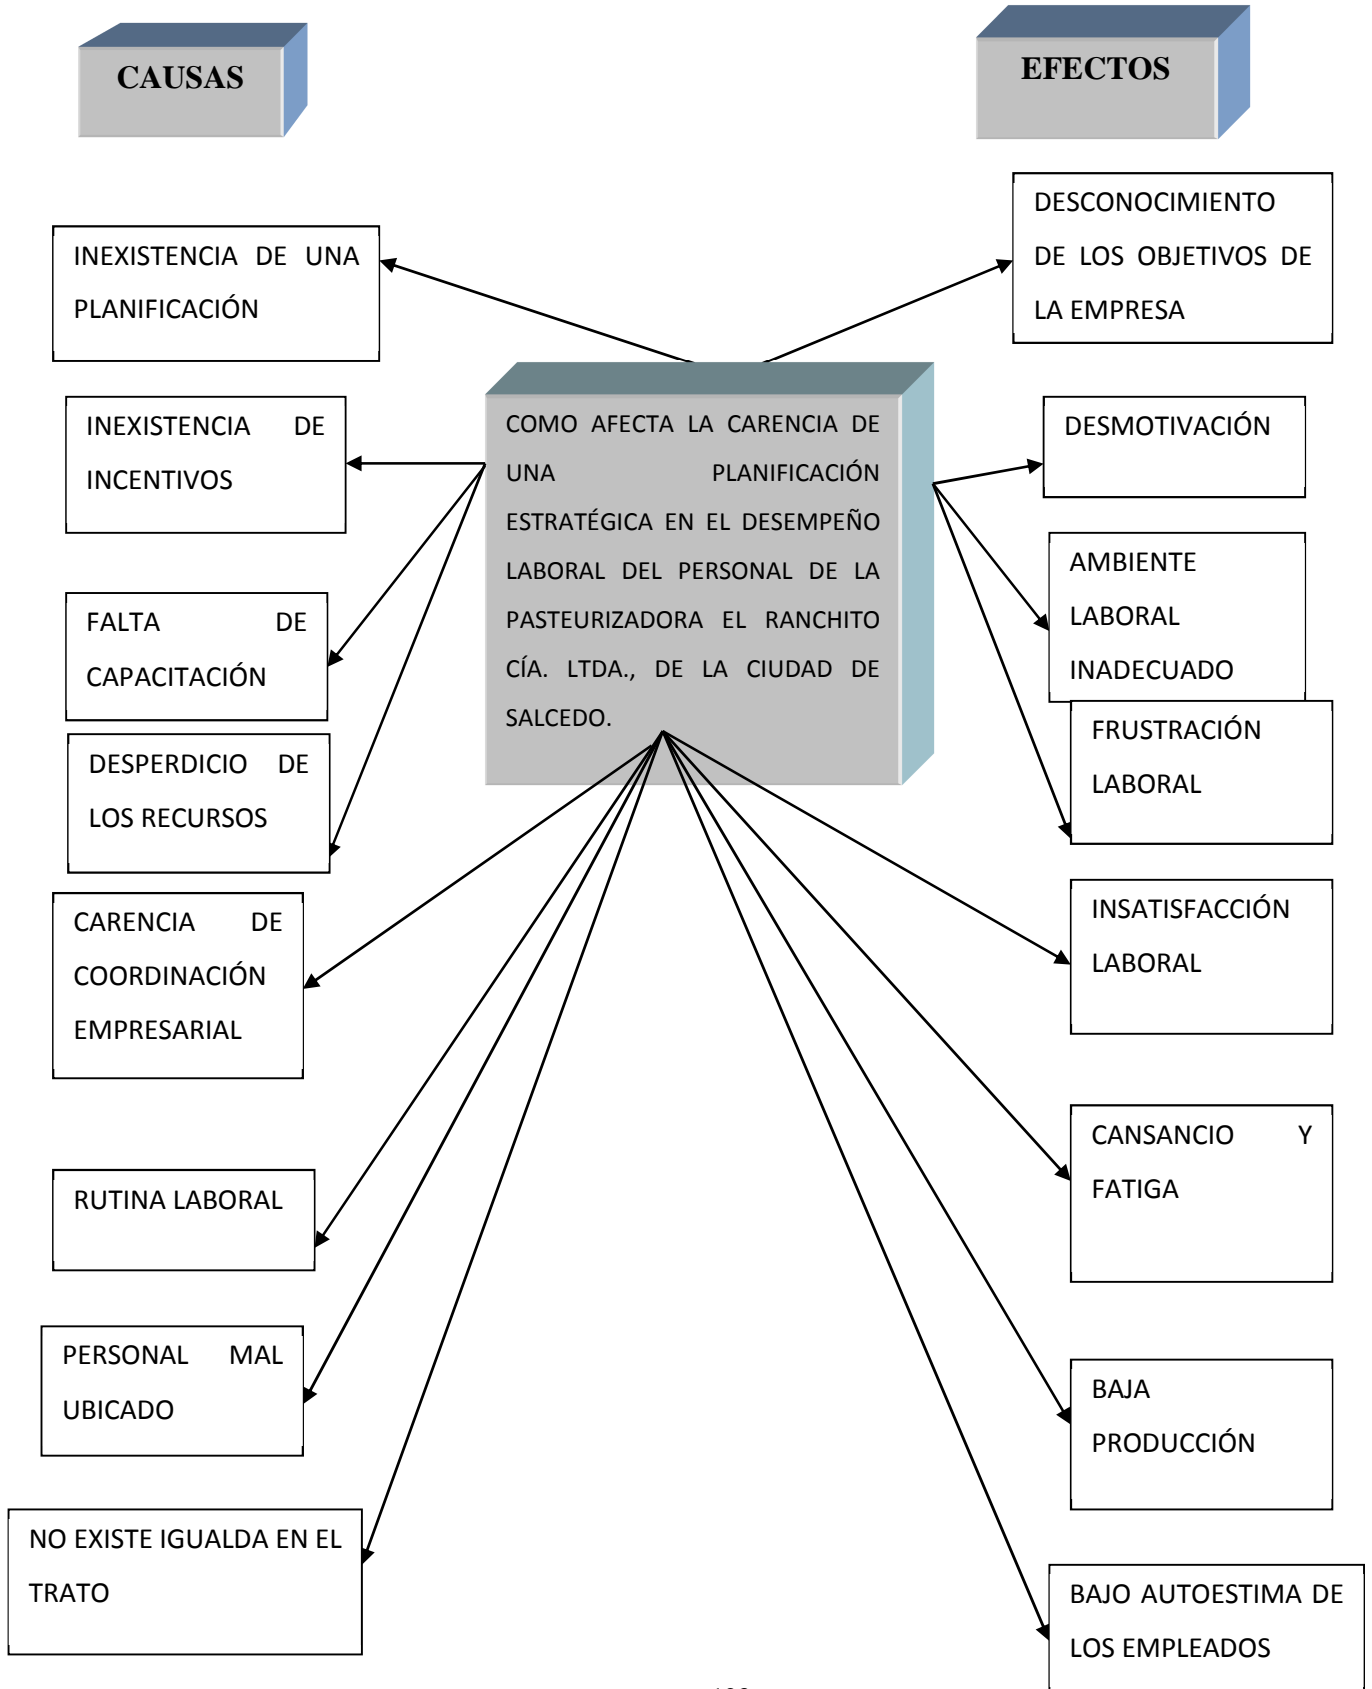 CAUSAS
EFECTOS
INEXISTENCIA DE UNA
PLANIFICACIÓN
DESCONOCIMIENTO
DE LOS OBJETIVOS DE
LA EMPRESA
COMO AFECTA LA CARENCIA DE
UNA PLANIFICACIÓN
ESTRATÉGICA EN EL DESEMPEÑO
LABORAL DEL PERSONAL DE LA
PASTEURIZADORA EL RANCHITO
CÍA. LTDA., DE LA CIUDAD DE
SALCEDO.
INEXISTENCIA DE
INCENTIVOS
FALTA DE
CAPACITACIÓN
DESPERDICIO DE
LOS RECURSOS
CARENCIA DE
COORDINACIÓN
EMPRESARIAL
RUTINA LABORAL
PERSONAL MAL
UBICADO
NO EXISTE IGUALDA EN EL
TRATO
DESMOTIVACIÓN
AMBIENTE
LABORAL
INADECUADO
FRUSTRACIÓN
LABORAL
INSATISFACCIÓN
LABORAL
CANSANCIO Y
FATIGA
BAJA
PRODUCCIÓN
BAJO AUTOESTIMA DE
LOS EMPLEADOS